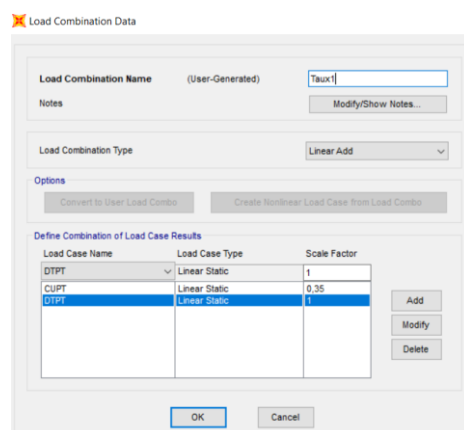 Load Combination Data
Load Combination Name (User-Generated) Taux1
Notes Modify/Show Notes...
Load Combination Type Linear Add
Options
Convert to User Load Combo Create Nonlinear Load Case from Load Combo
Define Combination of Load Case Results
Load Case Name Load Case Type Scale Factor
DTPT Linear Static 1
CUPT Linear Static 0,35
DTPT Linear Static 1
Add
Modify
Delete
OK Cancel